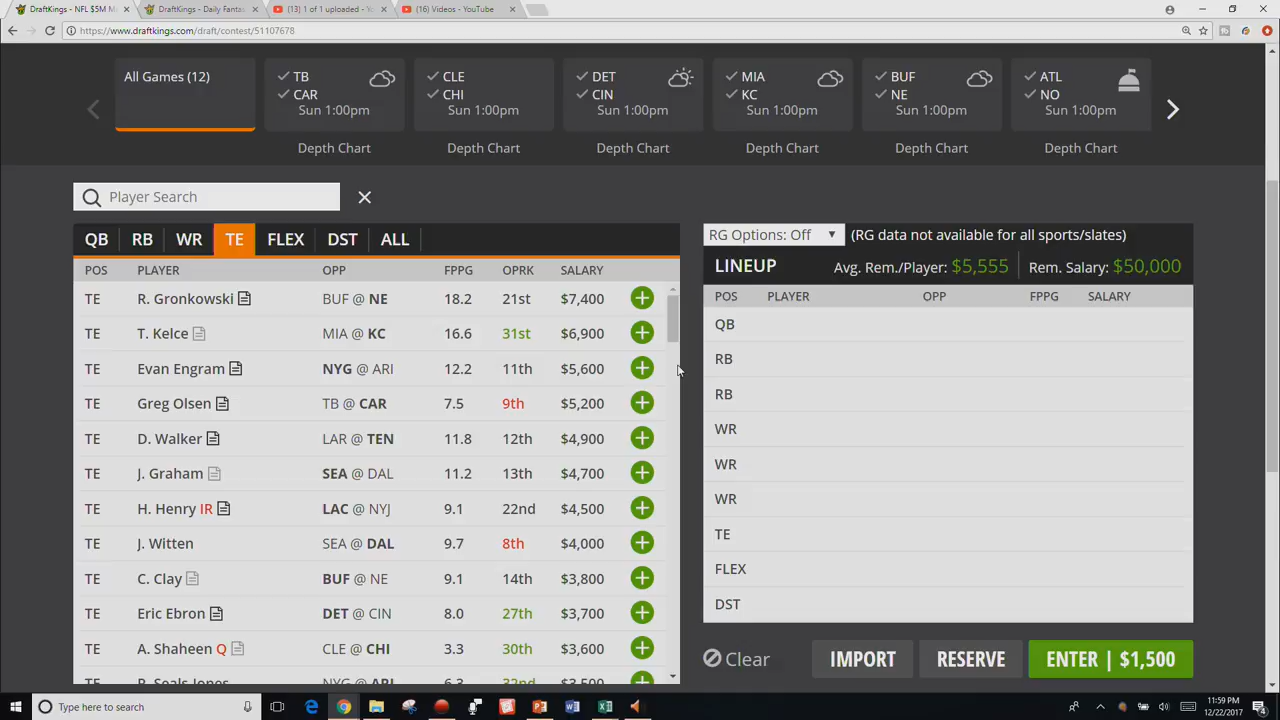 DraftKings - NFL $5M M
DraftKings - Daily Fantas
(13) 1 of 1 uploaded - Yo
(16) Videos - YouTube
https://www.draftkings.com/draft/contest/51107678
All Games (12)
TB CAR Sun 1:00pm
CLE CHI Sun 1:00pm
DET CIN Sun 1:00pm
MIA KC Sun 1:00pm
BUF NE Sun 1:00pm
ATL NO Sun 1:00pm
Depth Chart Depth Chart Depth Chart Depth Chart Depth Chart Depth Chart
Player Search
QB RB WR TE FLEX DST ALL
POS PLAYER OPP FPPG OPRK SALARY
TE R. Gronkowski BUF @ NE 18.2 21st $7,400
TE T. Kelce MIA @ KC 16.6 31st $6,900
TE Evan Engram NYG @ ARI 12.2 11th $5,600
TE Greg Olsen TB @ CAR 7.5 9th $5,200
TE D. Walker LAR @ TEN 11.8 12th $4,900
TE J. Graham SEA @ DAL 11.2 13th $4,700
TE H. Henry IR LAC @ NYJ 9.1 22nd $4,500
TE J. Witten SEA @ DAL 9.7 8th $4,000
TE C. Clay BUF @ NE 9.1 14th $3,800
TE Eric Ebron DET @ CIN 8.0 27th $3,700
TE A. Shaheen Q CLE @ CHI 3.3 30th $3,600
TE R. Seals-Jones NYG @ ARI 6.3 32nd $3,500
RG Options: Off (RG data not available for all sports/slates)
LINEUP Avg. Rem./Player: $5,555 Rem. Salary: $50,000
POS PLAYER OPP FPPG SALARY
QB
RB
RB
WR
WR
WR
TE
FLEX
DST
Clear IMPORT RESERVE ENTER | $1,500
Type here to search
11:59 PM
12/22/2017